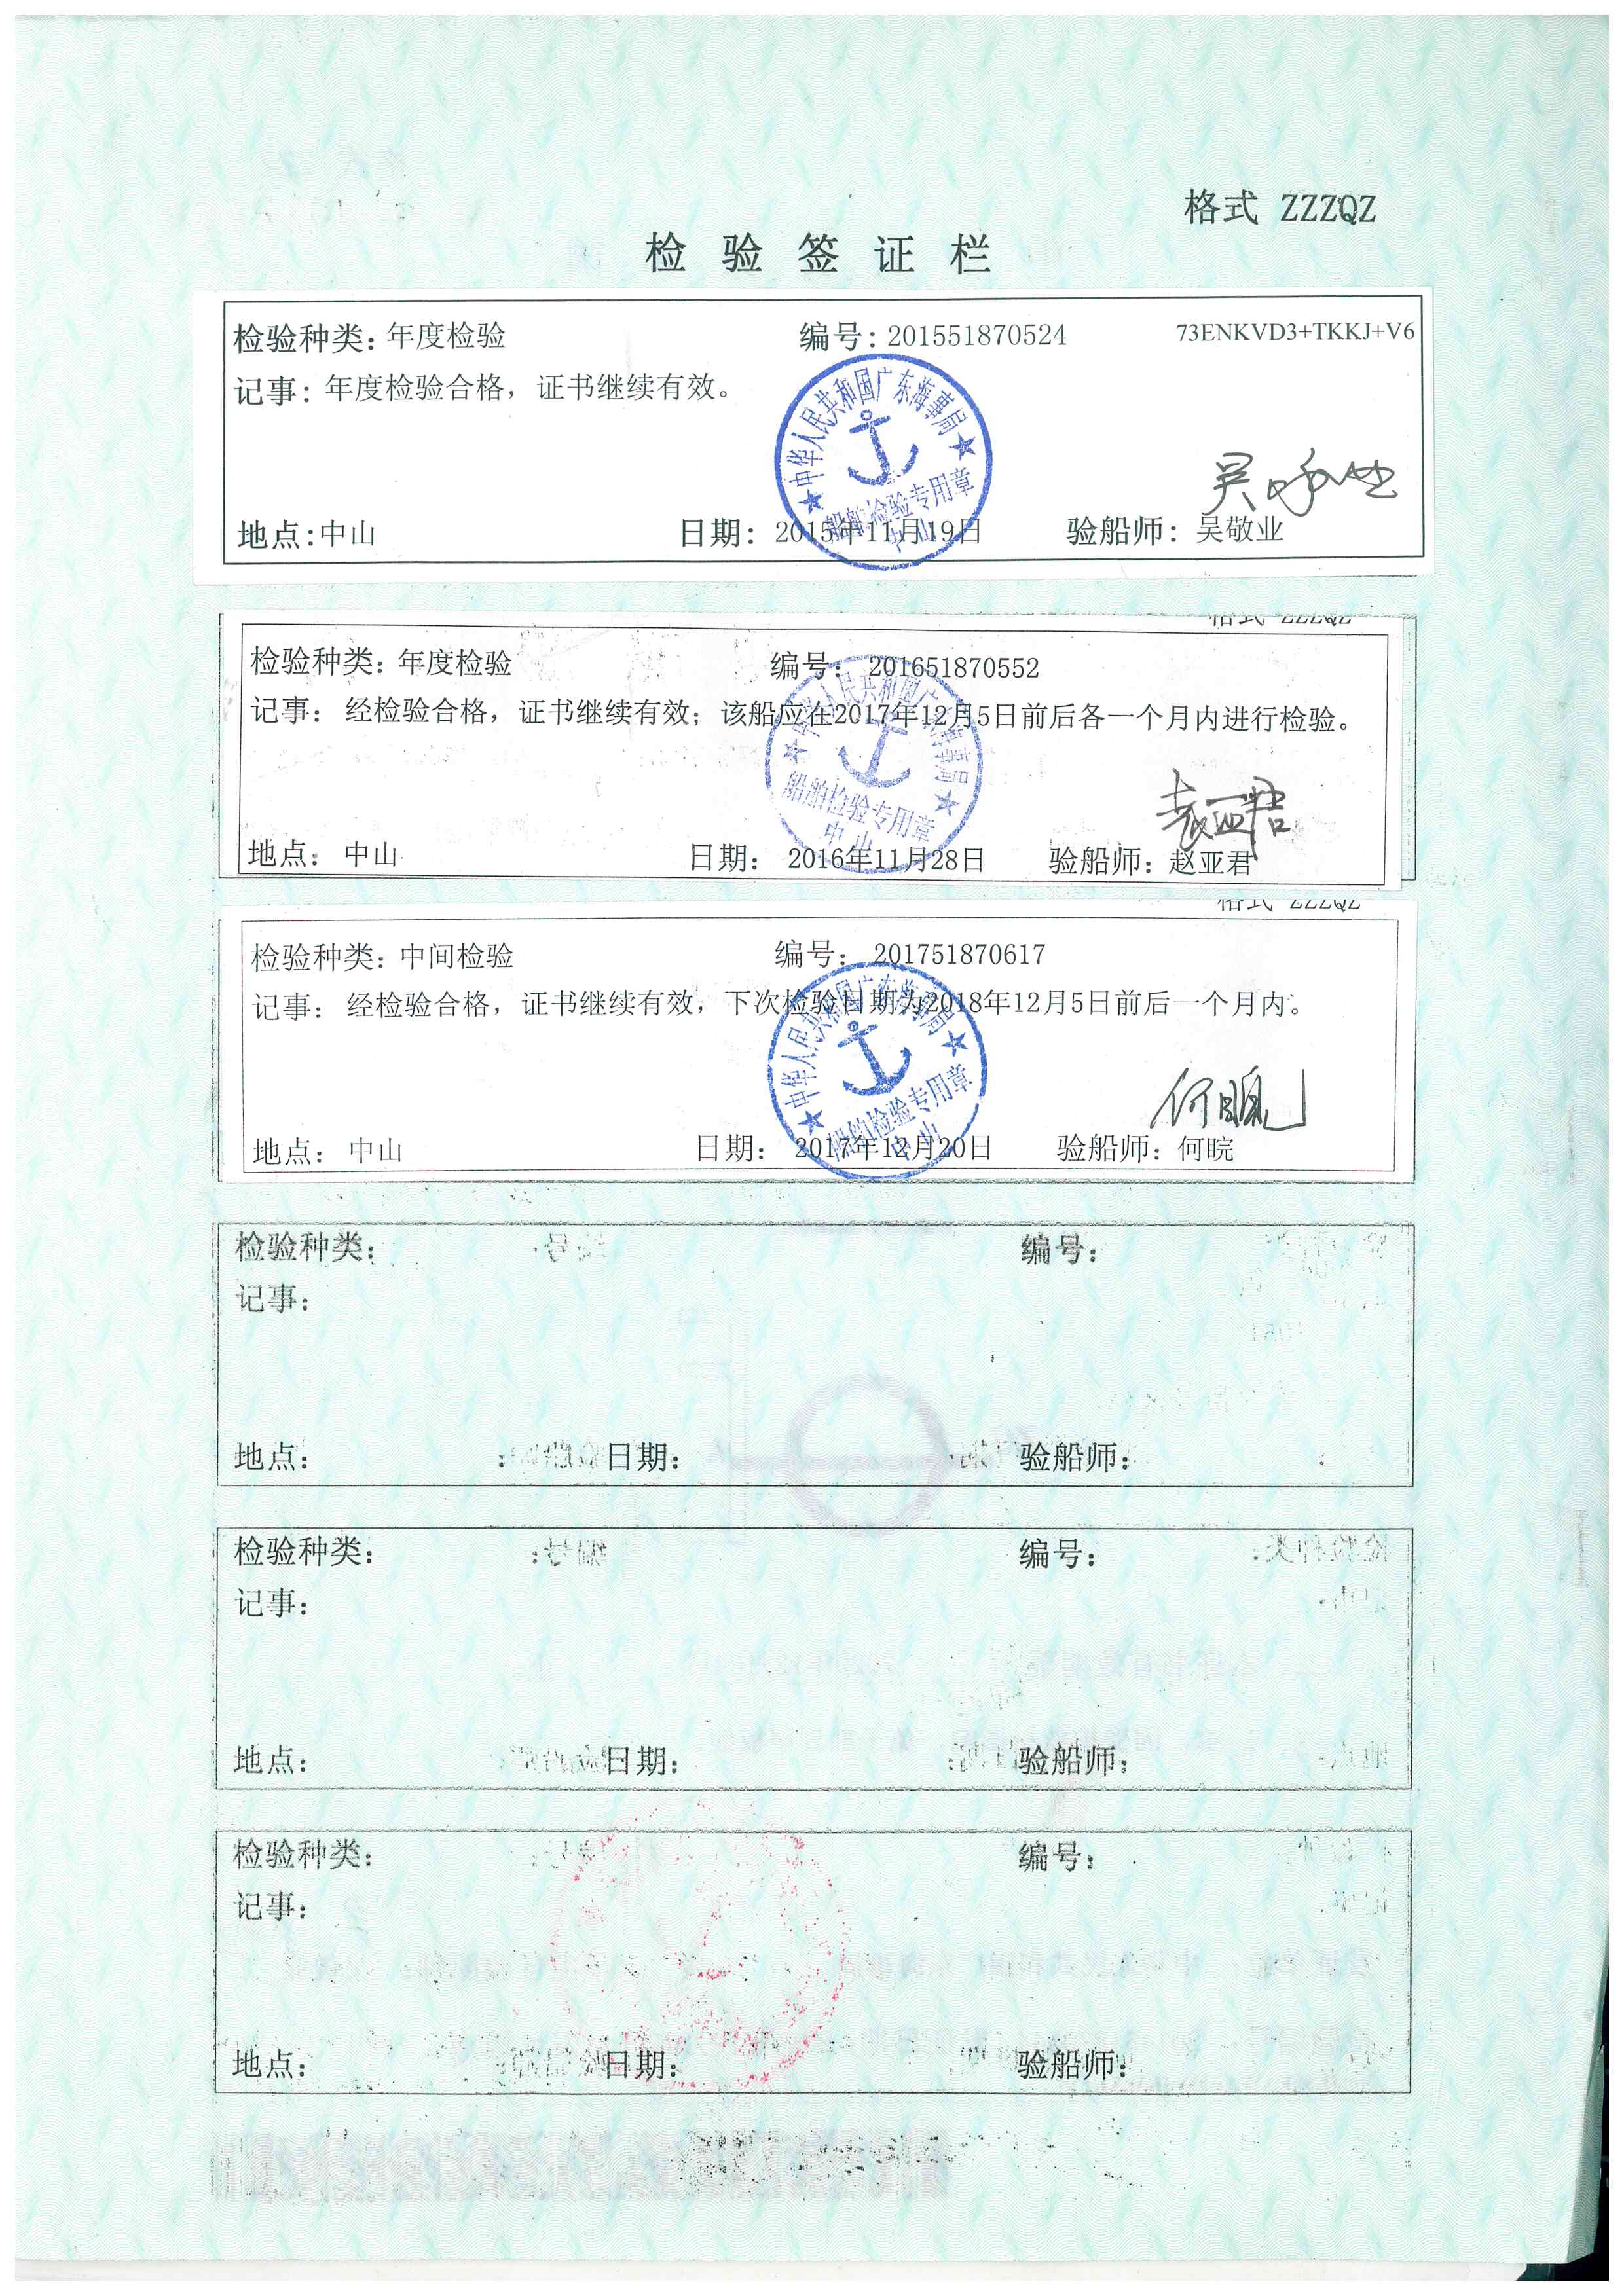 格式 ZZZQZ
检验签证栏
检验种类：年度检验 编号：201551870524 73ENKVD3+TKKJ+V6
记事：年度检验合格，证书继续有效。
中华人民共和国广东海事局
船舶检验专用章
中山
地点：中山 日期：2015年11月19日 验船师：吴敬业
格式 ZZZQZ
检验种类：年度检验 编号：201651870552
记事：经检验合格，证书继续有效；该船应在2017年12月5日前后各一个月内进行检验。
中华人民共和国广东海事局
船舶检验专用章
中山
地点：中山 日期：2016年11月28日 验船师：赵亚君
格式 ZZZQZ
检验种类：中间检验 编号：201751870617
记事：经检验合格，证书继续有效，下次检验日期为2018年12月5日前后一个月内。
中华人民共和国广东海事局
船舶检验专用章
中山
地点：中山 日期：2017年12月20日 验船师：何睆
检验种类： 编号：
记事：
地点： 日期： 验船师：
检验种类： 编号：
记事：
地点： 日期： 验船师：
检验种类： 编号：
记事：
地点： 日期： 验船师：